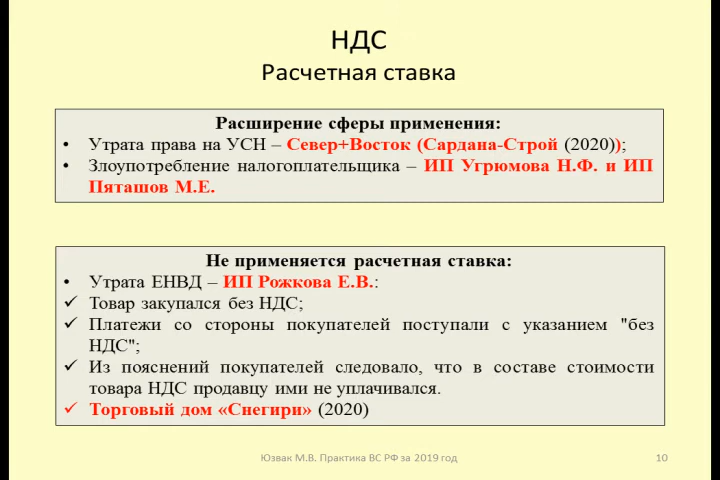 НДС
Расчетная ставка
Расширение сферы применения:
• Утрата права на УСН – Север+Восток (Сардана-Строй (2020));
• Злоупотребление налогоплательщика – ИП Угрюмова Н.Ф. и ИП
Пяташов М.Е.
Не применяется расчетная ставка:
• Утрата ЕНВД – ИП Рожкова Е.В.:
✓ Товар закупался без НДС;
✓ Платежи со стороны покупателей поступали с указанием "без
НДС";
✓ Из пояснений покупателей следовало, что в составе стоимости
товара НДС продавцу ими не уплачивался.
✓ Торговый дом «Снегири» (2020)
Юзвак М.В. Практика ВС РФ за 2019 год 10